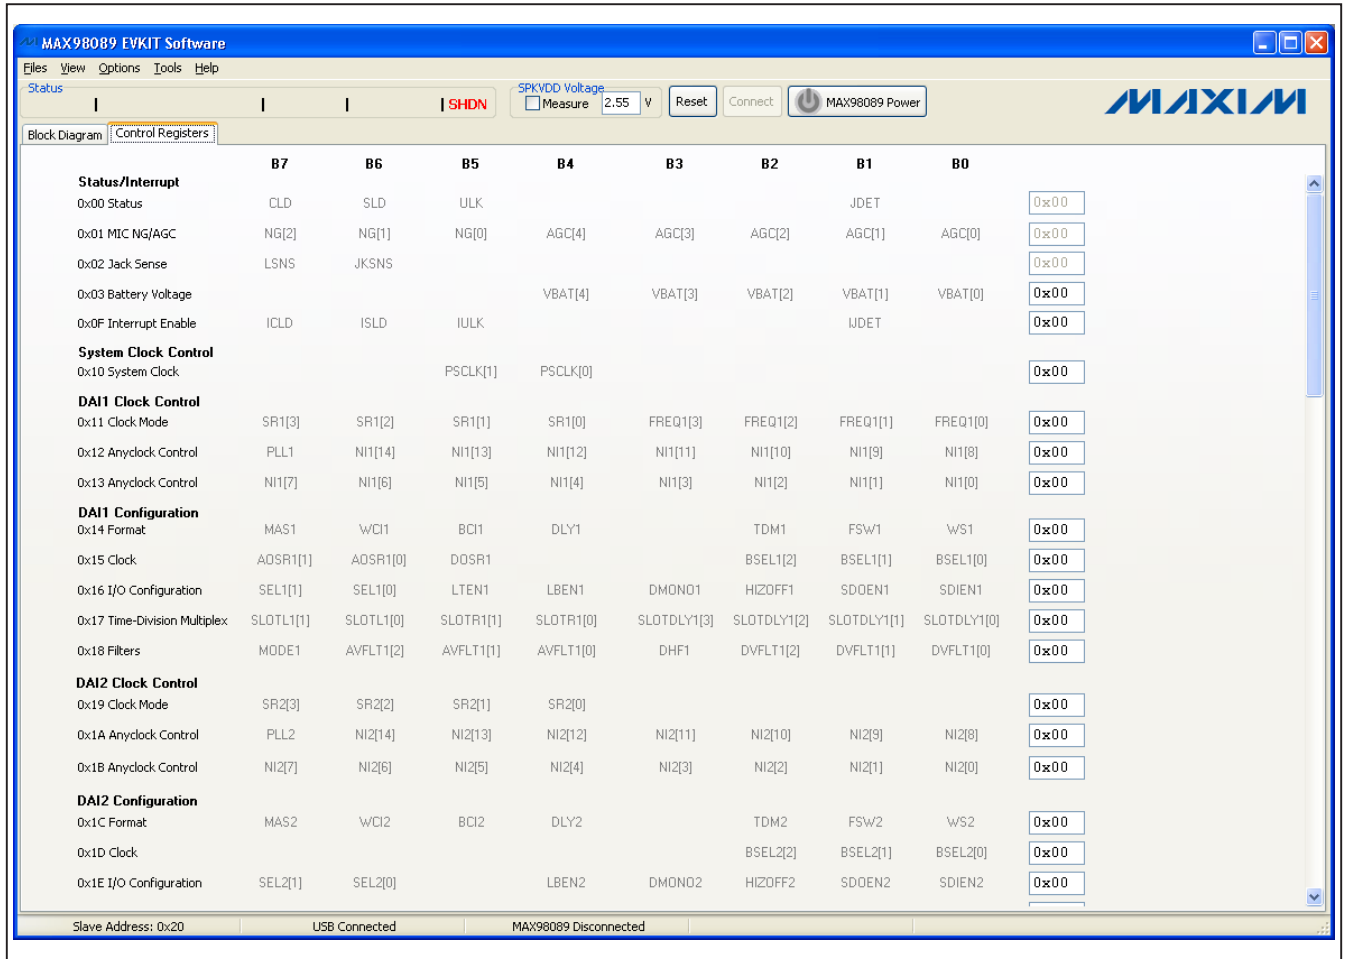 MAX98089 EVKIT Software
Files View Options Tools Help
Status SHDN SPKVDD Voltage Measure 2.55 V Reset Connect MAX98089 Power MAXIM
Block Diagram Control Registers
B7 B6 B5 B4 B3 B2 B1 B0
Status/Interrupt
0x00 Status CLD SLD ULK JDET 0x00
0x01 MIC NG/AGC NG[2] NG[1] NG[0] AGC[4] AGC[3] AGC[2] AGC[1] AGC[0] 0x00
0x02 Jack Sense LSNS JKSNS 0x00
0x03 Battery Voltage VBAT[4] VBAT[3] VBAT[2] VBAT[1] VBAT[0] 0x00
0x0F Interrupt Enable ICLD ISLD IULK IJDET 0x00
System Clock Control
0x10 System Clock PSCLK[1] PSCLK[0] 0x00
DAI1 Clock Control
0x11 Clock Mode SR1[3] SR1[2] SR1[1] SR1[0] FREQ1[3] FREQ1[2] FREQ1[1] FREQ1[0] 0x00
0x12 Anyclock Control PLL1 NI1[14] NI1[13] NI1[12] NI1[11] NI1[10] NI1[9] NI1[8] 0x00
0x13 Anyclock Control NI1[7] NI1[6] NI1[5] NI1[4] NI1[3] NI1[2] NI1[1] NI1[0] 0x00
DAI1 Configuration
0x14 Format MAS1 WCI1 BCI1 DLY1 TDM1 FSW1 WS1 0x00
0x15 Clock AOSR1[1] AOSR1[0] DOSR1 BSEL1[2] BSEL1[1] BSEL1[0] 0x00
0x16 I/O Configuration SEL1[1] SEL1[0] LTEN1 LBEN1 DMONO1 HIZOFF1 SDOEN1 SDIEN1 0x00
0x17 Time-Division Multiplex SLOTL1[1] SLOTL1[0] SLOTR1[1] SLOTR1[0] SLOTDLY1[3] SLOTDLY1[2] SLOTDLY1[1] SLOTDLY1[0] 0x00
0x18 Filters MODE1 AVFLT1[2] AVFLT1[1] AVFLT1[0] DHF1 DVFLT1[2] DVFLT1[1] DVFLT1[0] 0x00
DAI2 Clock Control
0x19 Clock Mode SR2[3] SR2[2] SR2[1] SR2[0] 0x00
0x1A Anyclock Control PLL2 NI2[14] NI2[13] NI2[12] NI2[11] NI2[10] NI2[9] NI2[8] 0x00
0x1B Anyclock Control NI2[7] NI2[6] NI2[5] NI2[4] NI2[3] NI2[2] NI2[1] NI2[0] 0x00
DAI2 Configuration
0x1C Format MAS2 WCI2 BCI2 DLY2 TDM2 FSW2 WS2 0x00
0x1D Clock BSEL2[2] BSEL2[1] BSEL2[0] 0x00
0x1E I/O Configuration SEL2[1] SEL2[0] LBEN2 DMONO2 HIZOFF2 SDOEN2 SDIEN2 0x00
Slave Address: 0x20 USB Connected MAX98089 Disconnected